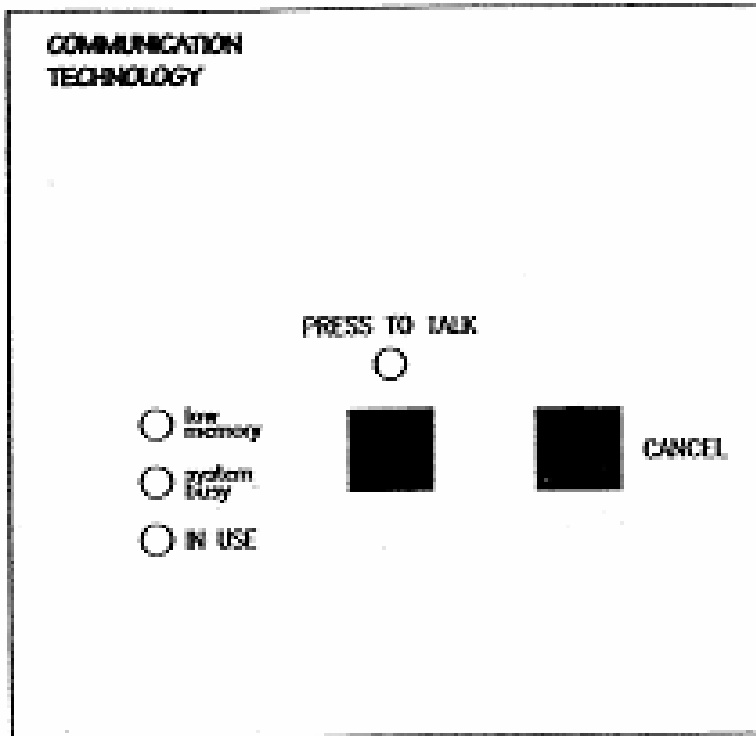 COMMUNICATION
TECHNOLOGY
PRESS TO TALK
low
memory
system
busy
CANCEL
IN USE